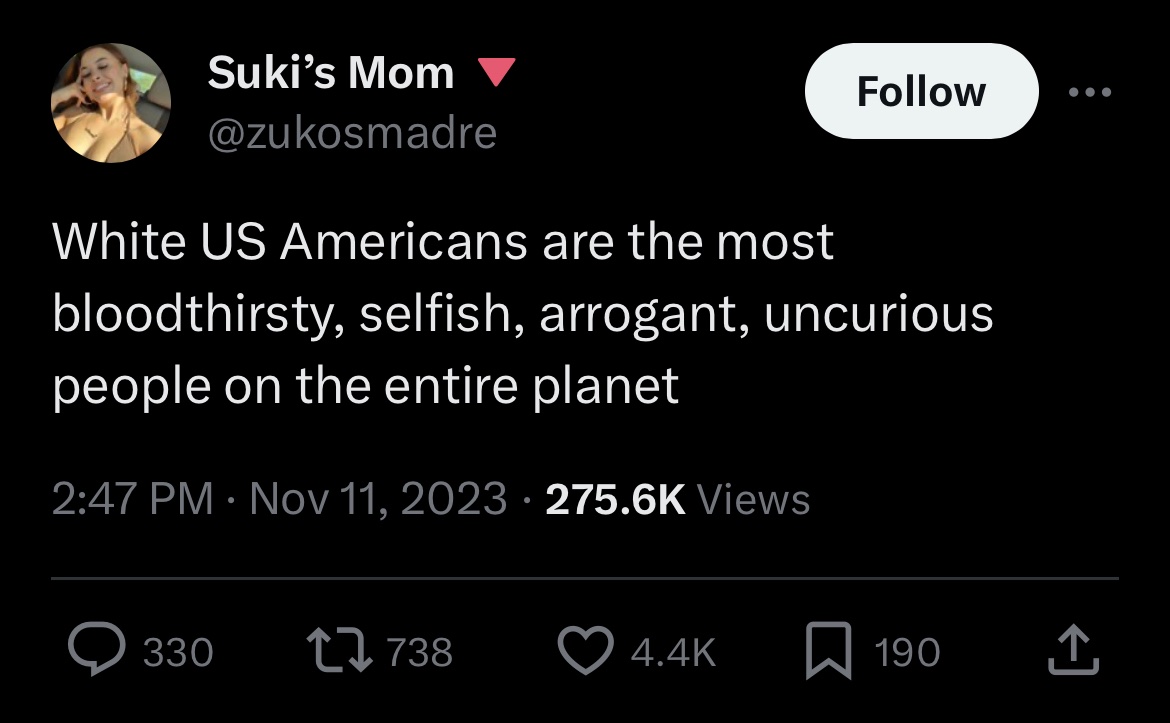 Suki’s Mom 🔻
@zukosmadre
Follow
White US Americans are the most
bloodthirsty, selfish, arrogant, uncurious
people on the entire planet
2:47 PM · Nov 11, 2023 · 275.6K Views
330 738 4.4K 190